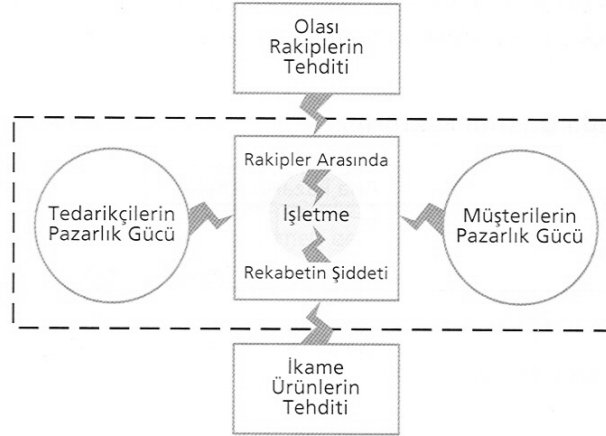 Olası
Rakiplerin
Tehditi
Rakipler Arasında
İşletme
Rekabetin Şiddeti
Tedarikçilerin
Pazarlık Gücü
Müşterilerin
Pazarlık Gücü
İkame
Ürünlerin
Tehditi